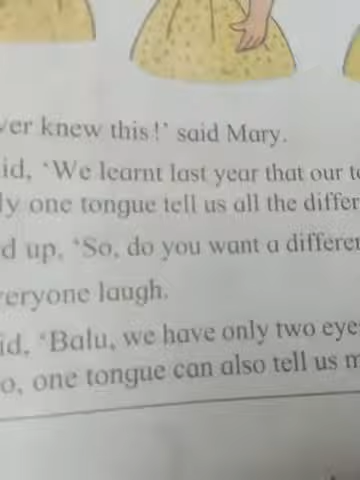 ver knew this!' said Mary.
id, 'We learnt last year that our to
ly one tongue tell us all the differ
d up, 'So, do you want a differen
veryone laugh.
id, 'Balu, we have only two eye
o, one tongue can also tell us m